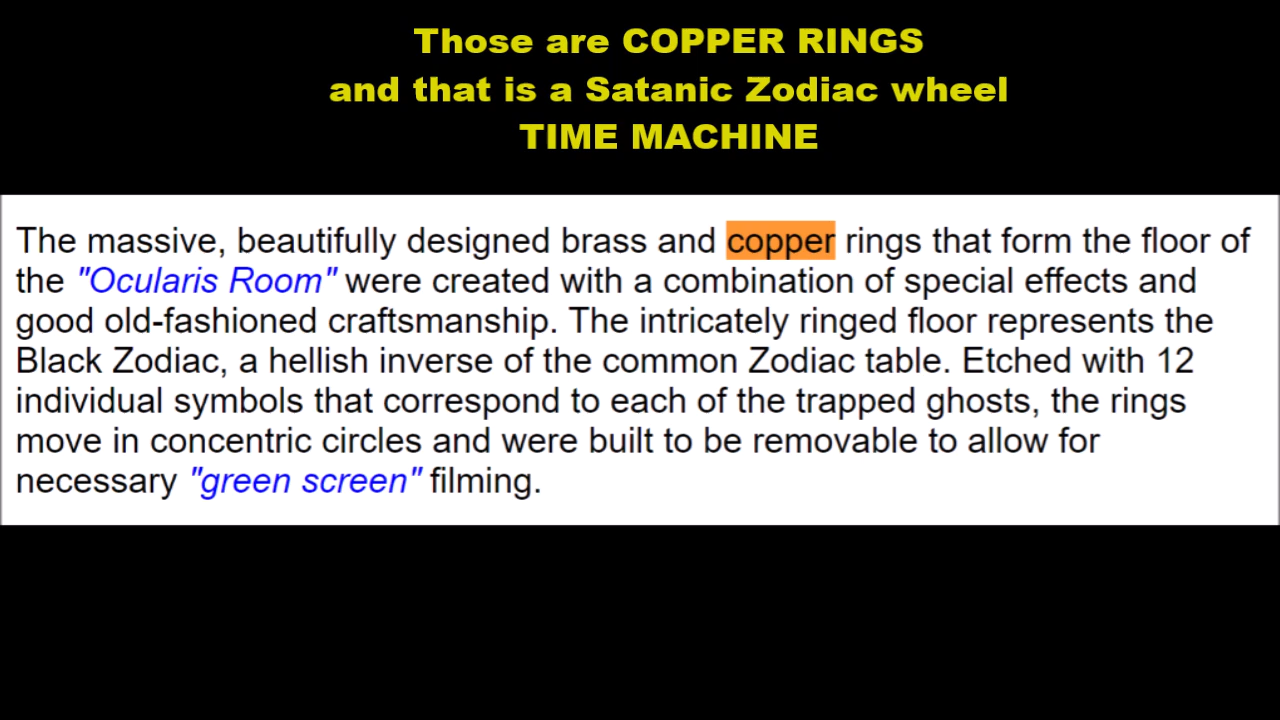 Those are COPPER RINGS
and that is a Satanic Zodiac wheel
TIME MACHINE
The massive, beautifully designed brass and copper rings that form the floor of
the "Ocularis Room" were created with a combination of special effects and
good old-fashioned craftsmanship. The intricately ringed floor represents the
Black Zodiac, a hellish inverse of the common Zodiac table. Etched with 12
individual symbols that correspond to each of the trapped ghosts, the rings
move in concentric circles and were built to be removable to allow for
necessary "green screen" filming.